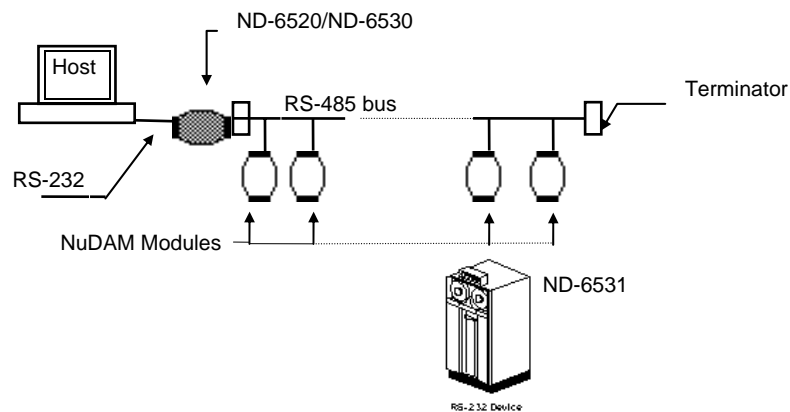 ND-6520/ND-6530
Host
RS-485 bus
Terminator
RS-232
NuDAM Modules
ND-6531
RS-232 Device